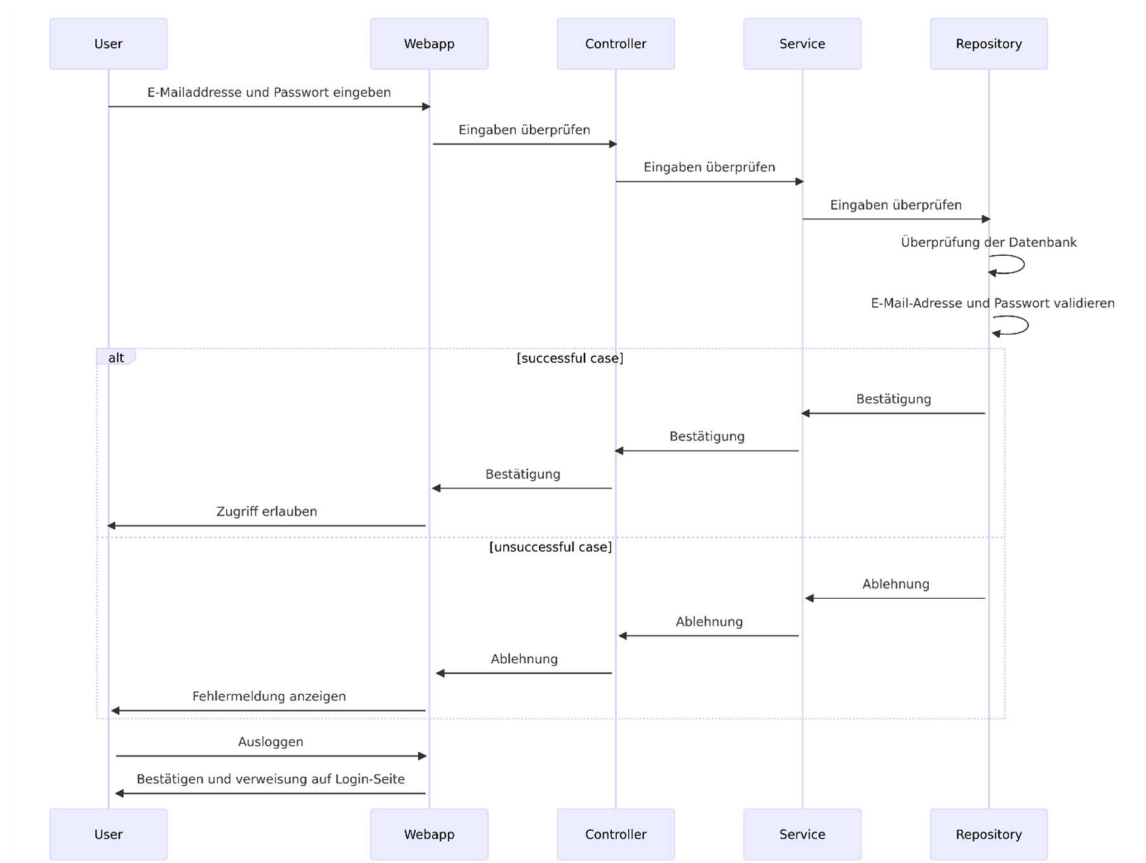 User
Webapp
Controller
Service
Repository
E-Mailaddresse und Passwort eingeben
Eingaben überprüfen
Eingaben überprüfen
Eingaben überprüfen
Überprüfung der Datenbank
E-Mail-Adresse und Passwort validieren
alt
[successful case]
Bestätigung
Bestätigung
Bestätigung
Zugriff erlauben
[unsuccessful case]
Ablehnung
Ablehnung
Ablehnung
Fehlermeldung anzeigen
Ausloggen
Bestätigen und verweisung auf Login-Seite
User
Webapp
Controller
Service
Repository